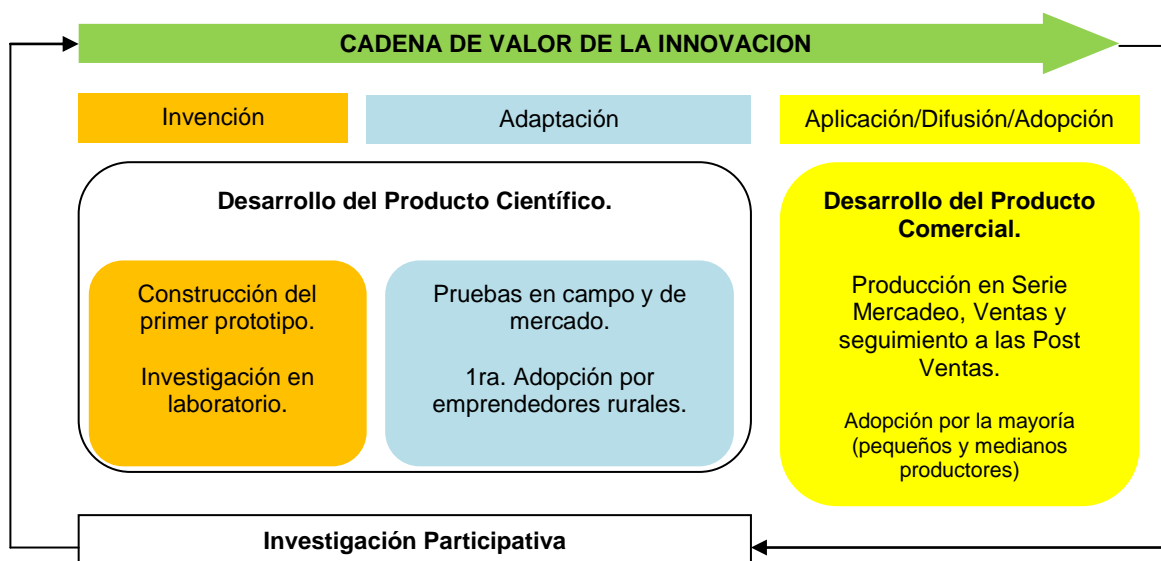 CADENA DE VALOR DE LA INNOVACION
Invención
Adaptación
Aplicación/Difusión/Adopción
Desarrollo del Producto Científico.
Construcción del
primer prototipo.
Investigación en
laboratorio.
Pruebas en campo y de
mercado.
1ra. Adopción por
emprendedores rurales.
Desarrollo del Producto
Comercial.
Producción en Serie
Mercadeo, Ventas y
seguimiento a las Post
Ventas.
Adopción por la mayoría
(pequeños y medianos
productores)
Investigación Participativa